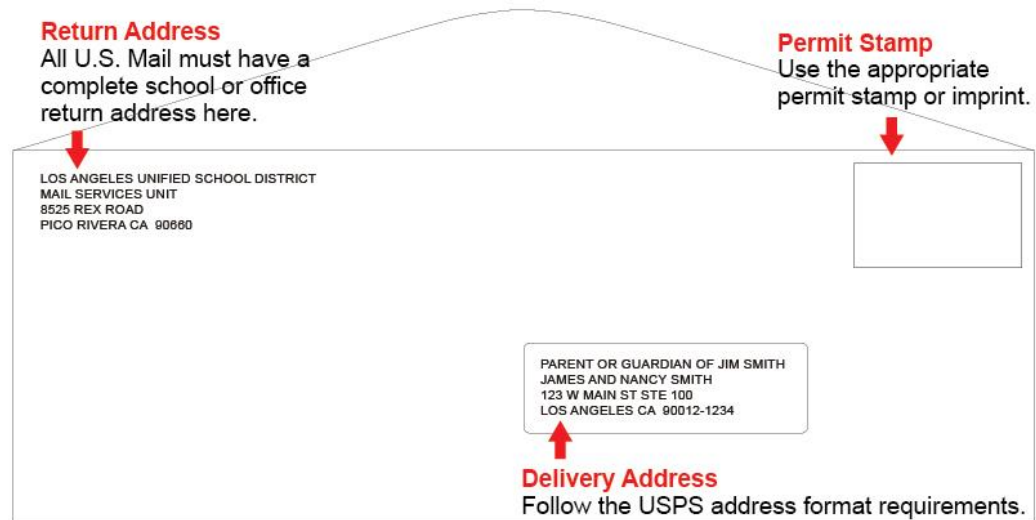 Return Address
All U.S. Mail must have a
complete school or office
return address here.
Permit Stamp
Use the appropriate
permit stamp or imprint.
LOS ANGELES UNIFIED SCHOOL DISTRICT
MAIL SERVICES UNIT
8525 REX ROAD
PICO RIVERA CA 90660
PARENT OR GUARDIAN OF JIM SMITH
JAMES AND NANCY SMITH
123 W MAIN ST STE 100
LOS ANGELES CA 90012-1234
Delivery Address
Follow the USPS address format requirements.